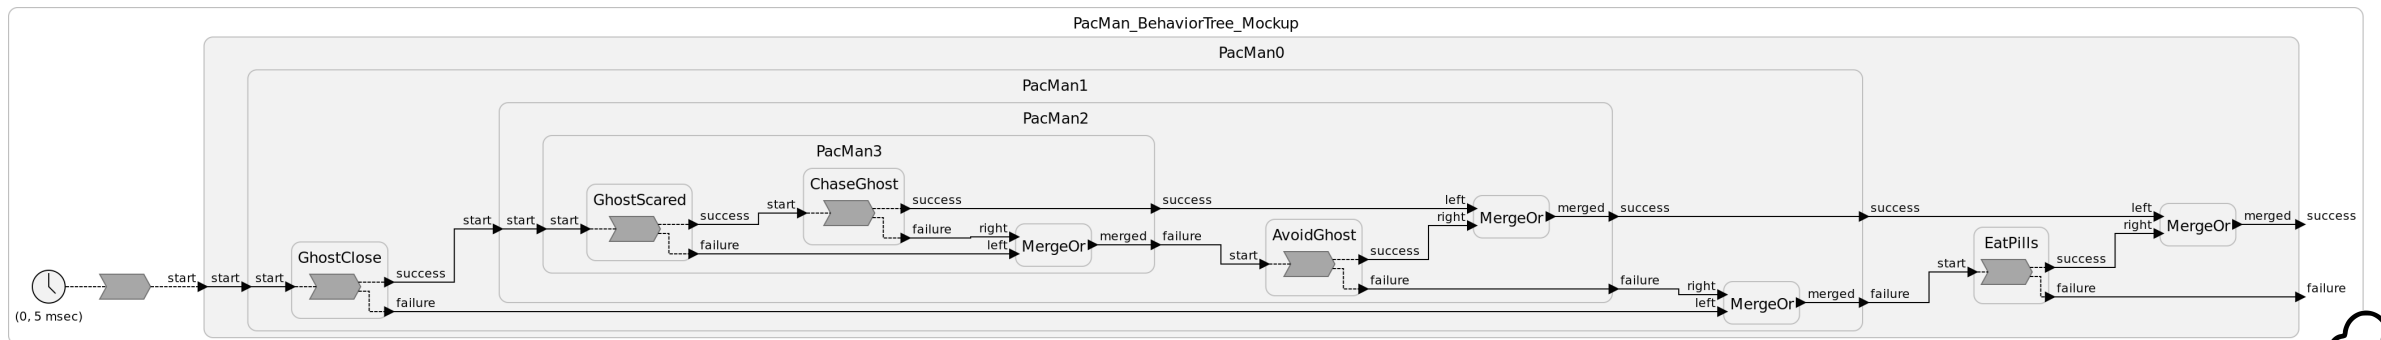 PacMan_BehaviorTree_Mockup
PacMan0
PacMan1
PacMan2
PacMan3
ChaseGhost
GhostScared
success
success
left
start
success
right
MergeOr
merged
success
success
left
right
MergeOr
merged
success
start
start
start
failure
right
left
MergeOr
merged
failure
AvoidGhost
start
success
failure
EatPills
start
success
failure
failure
GhostClose
start
start
start
success
failure
failure
right
left
MergeOr
merged
failure
(0, 5 msec)